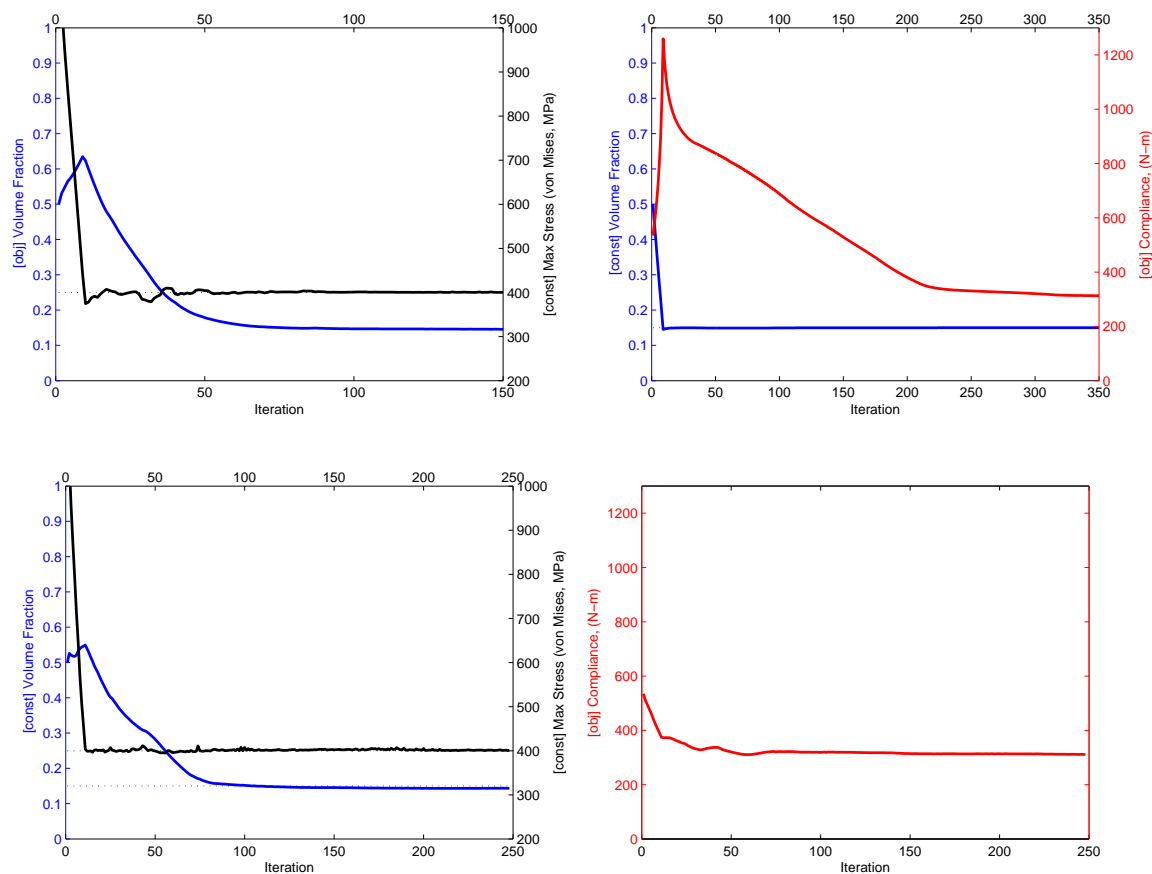 0 50 100 150
1 0.9 0.8 0.7 0.6 0.5 0.4 0.3 0.2 0.1 0
[obj] Volume Fraction
1000 900 800 700 600 500 400 300 200
[const] Max Stress (von Mises, MPa)
0 50 100 150
Iteration
0 50 100 150 200 250 300 350
1 0.9 0.8 0.7 0.6 0.5 0.4 0.3 0.2 0.1 0
[const] Volume Fraction
1200 1000 800 600 400 200 0
[obj] Compliance, (N-m)
0 50 100 150 200 250 300 350
Iteration
0 50 100 150 200 250
1 0.9 0.8 0.7 0.6 0.5 0.4 0.3 0.2 0.1 0
[const] Volume Fraction
1000 900 800 700 600 500 400 300 200
[const] Max Stress (von Mises, MPa)
0 50 100 150 200 250
Iteration
1200 1000 800 600 400 200 0
[obj] Compliance, (N-m)
0 50 100 150 200 250
Iteration